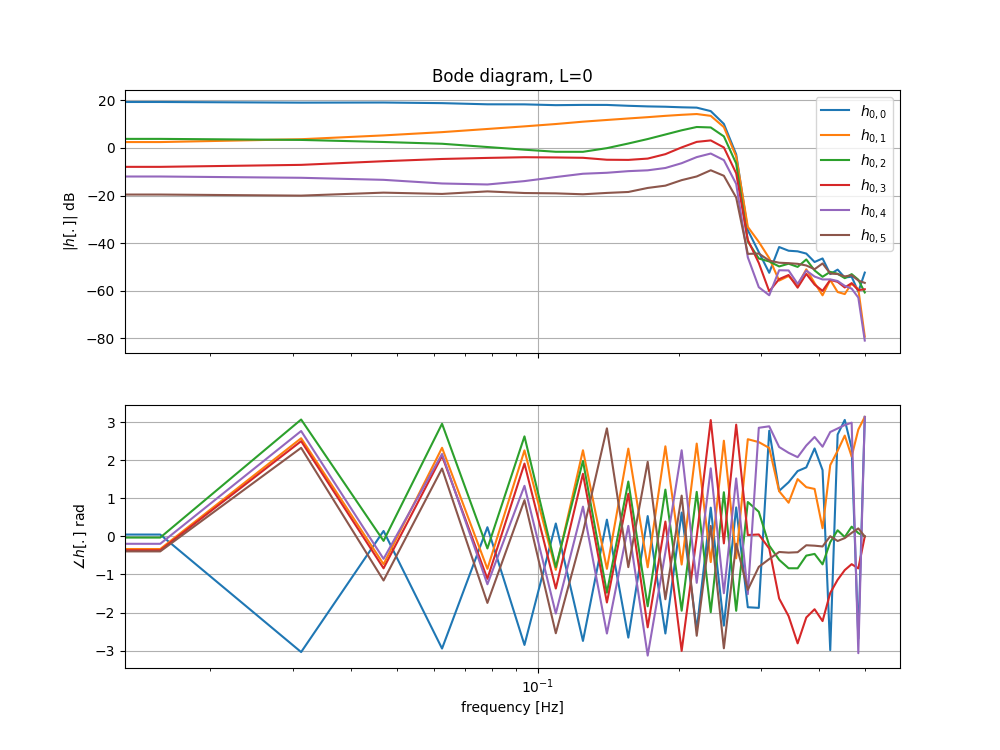 Bode diagram, L=0
|h[.]| dB
20
0
−20
−40
−60
−80
h0,0
h0,1
h0,2
h0,3
h0,4
h0,5
∠h[.] rad
3
2
1
0
−1
−2
−3
10−1
frequency [Hz]